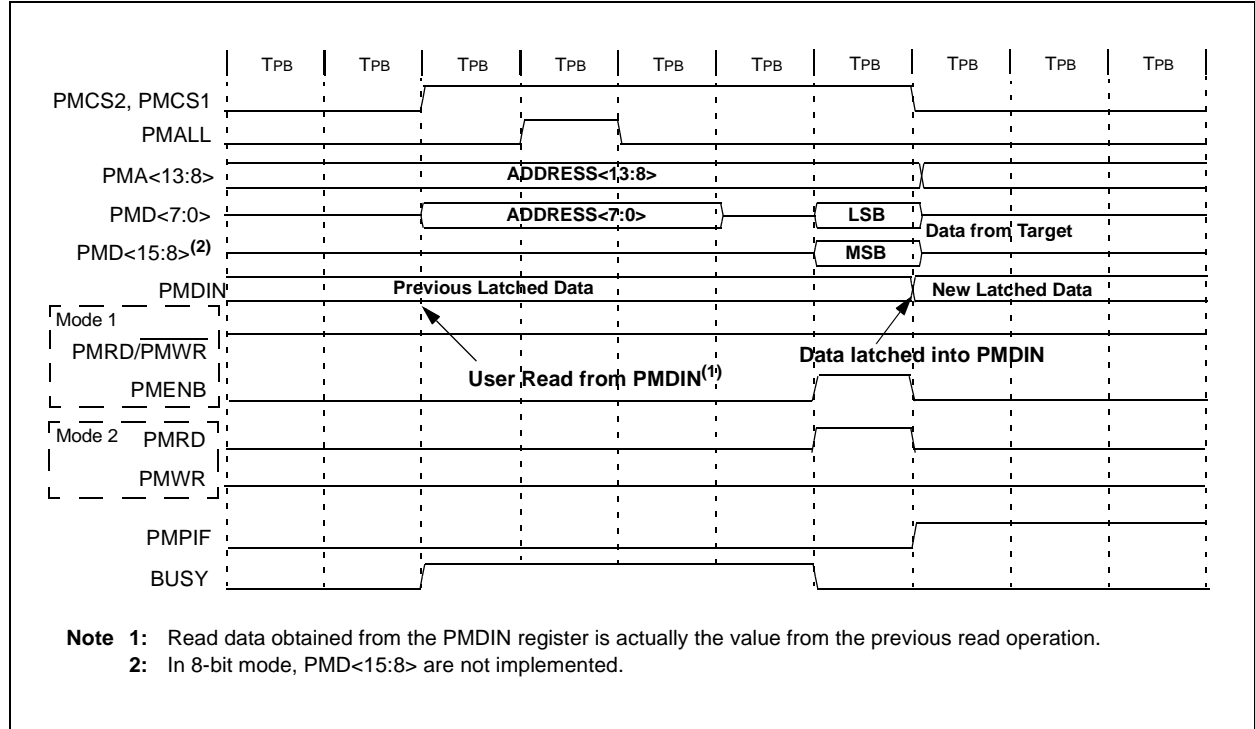 TPB TPB TPB TPB TPB TPB TPB TPB TPB TPB
PMCS2, PMCS1
PMALL
PMA<13:8> ADDRESS<13:8>
PMD<7:0> ADDRESS<7:0> LSB
Data from Target
PMD<15:8>(2) MSB
PMDIN Previous Latched Data New Latched Data
Mode 1
PMRD/PMWR Data latched into PMDIN
User Read from PMDIN(1)
PMENB
Mode 2 PMRD
PMWR
PMPIF
BUSY
Note 1: Read data obtained from the PMDIN register is actually the value from the previous read operation.
2: In 8-bit mode, PMD<15:8> are not implemented.